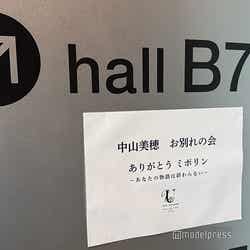 hall B7
中山美穂 お別れの会
ありがとう ミポリン
~あなたの物語は終わらない~
@modelpress